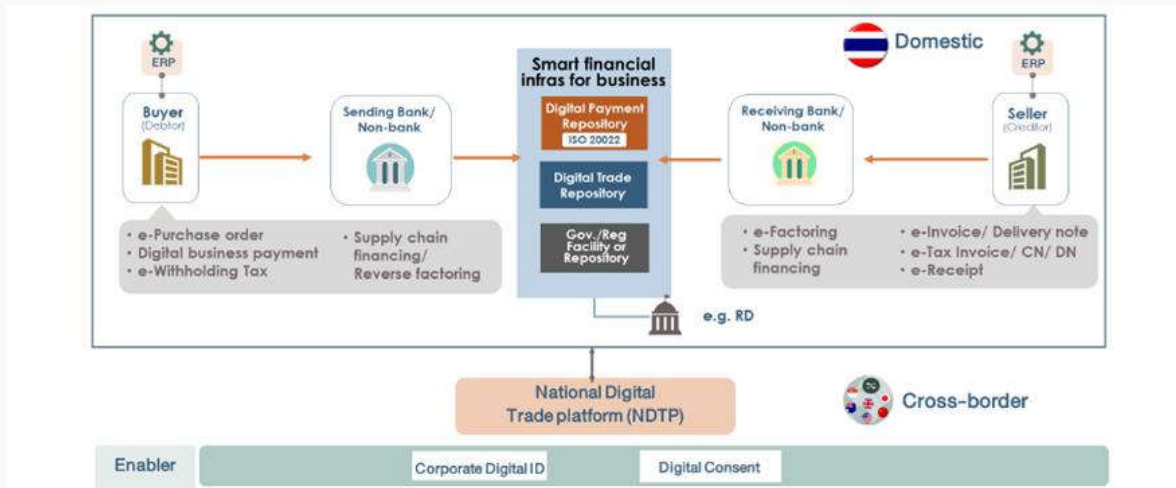 Domestic
ERP
ERP
Buyer
(Debtor)
Sending Bank/
Non-bank
Smart financial
infras for business
Digital Payment
Repository
ISO 20022
Digital Trade
Repository
Gov./Reg
Facility or
Repository
Receiving Bank/
Non-bank
Seller
(Creditor)
• e-Purchase order
• Digital business payment
• e-Withholding Tax
• Supply chain
financing/
Reverse factoring
• e-Factoring
• Supply chain
financing
• e-Invoice/ Delivery note
• e-Tax Invoice/ CN/ DN
• e-Receipt
e.g. RD
National Digital
Trade platform (NDTP)
Cross-border
Enabler
Corporate Digital ID
Digital Consent